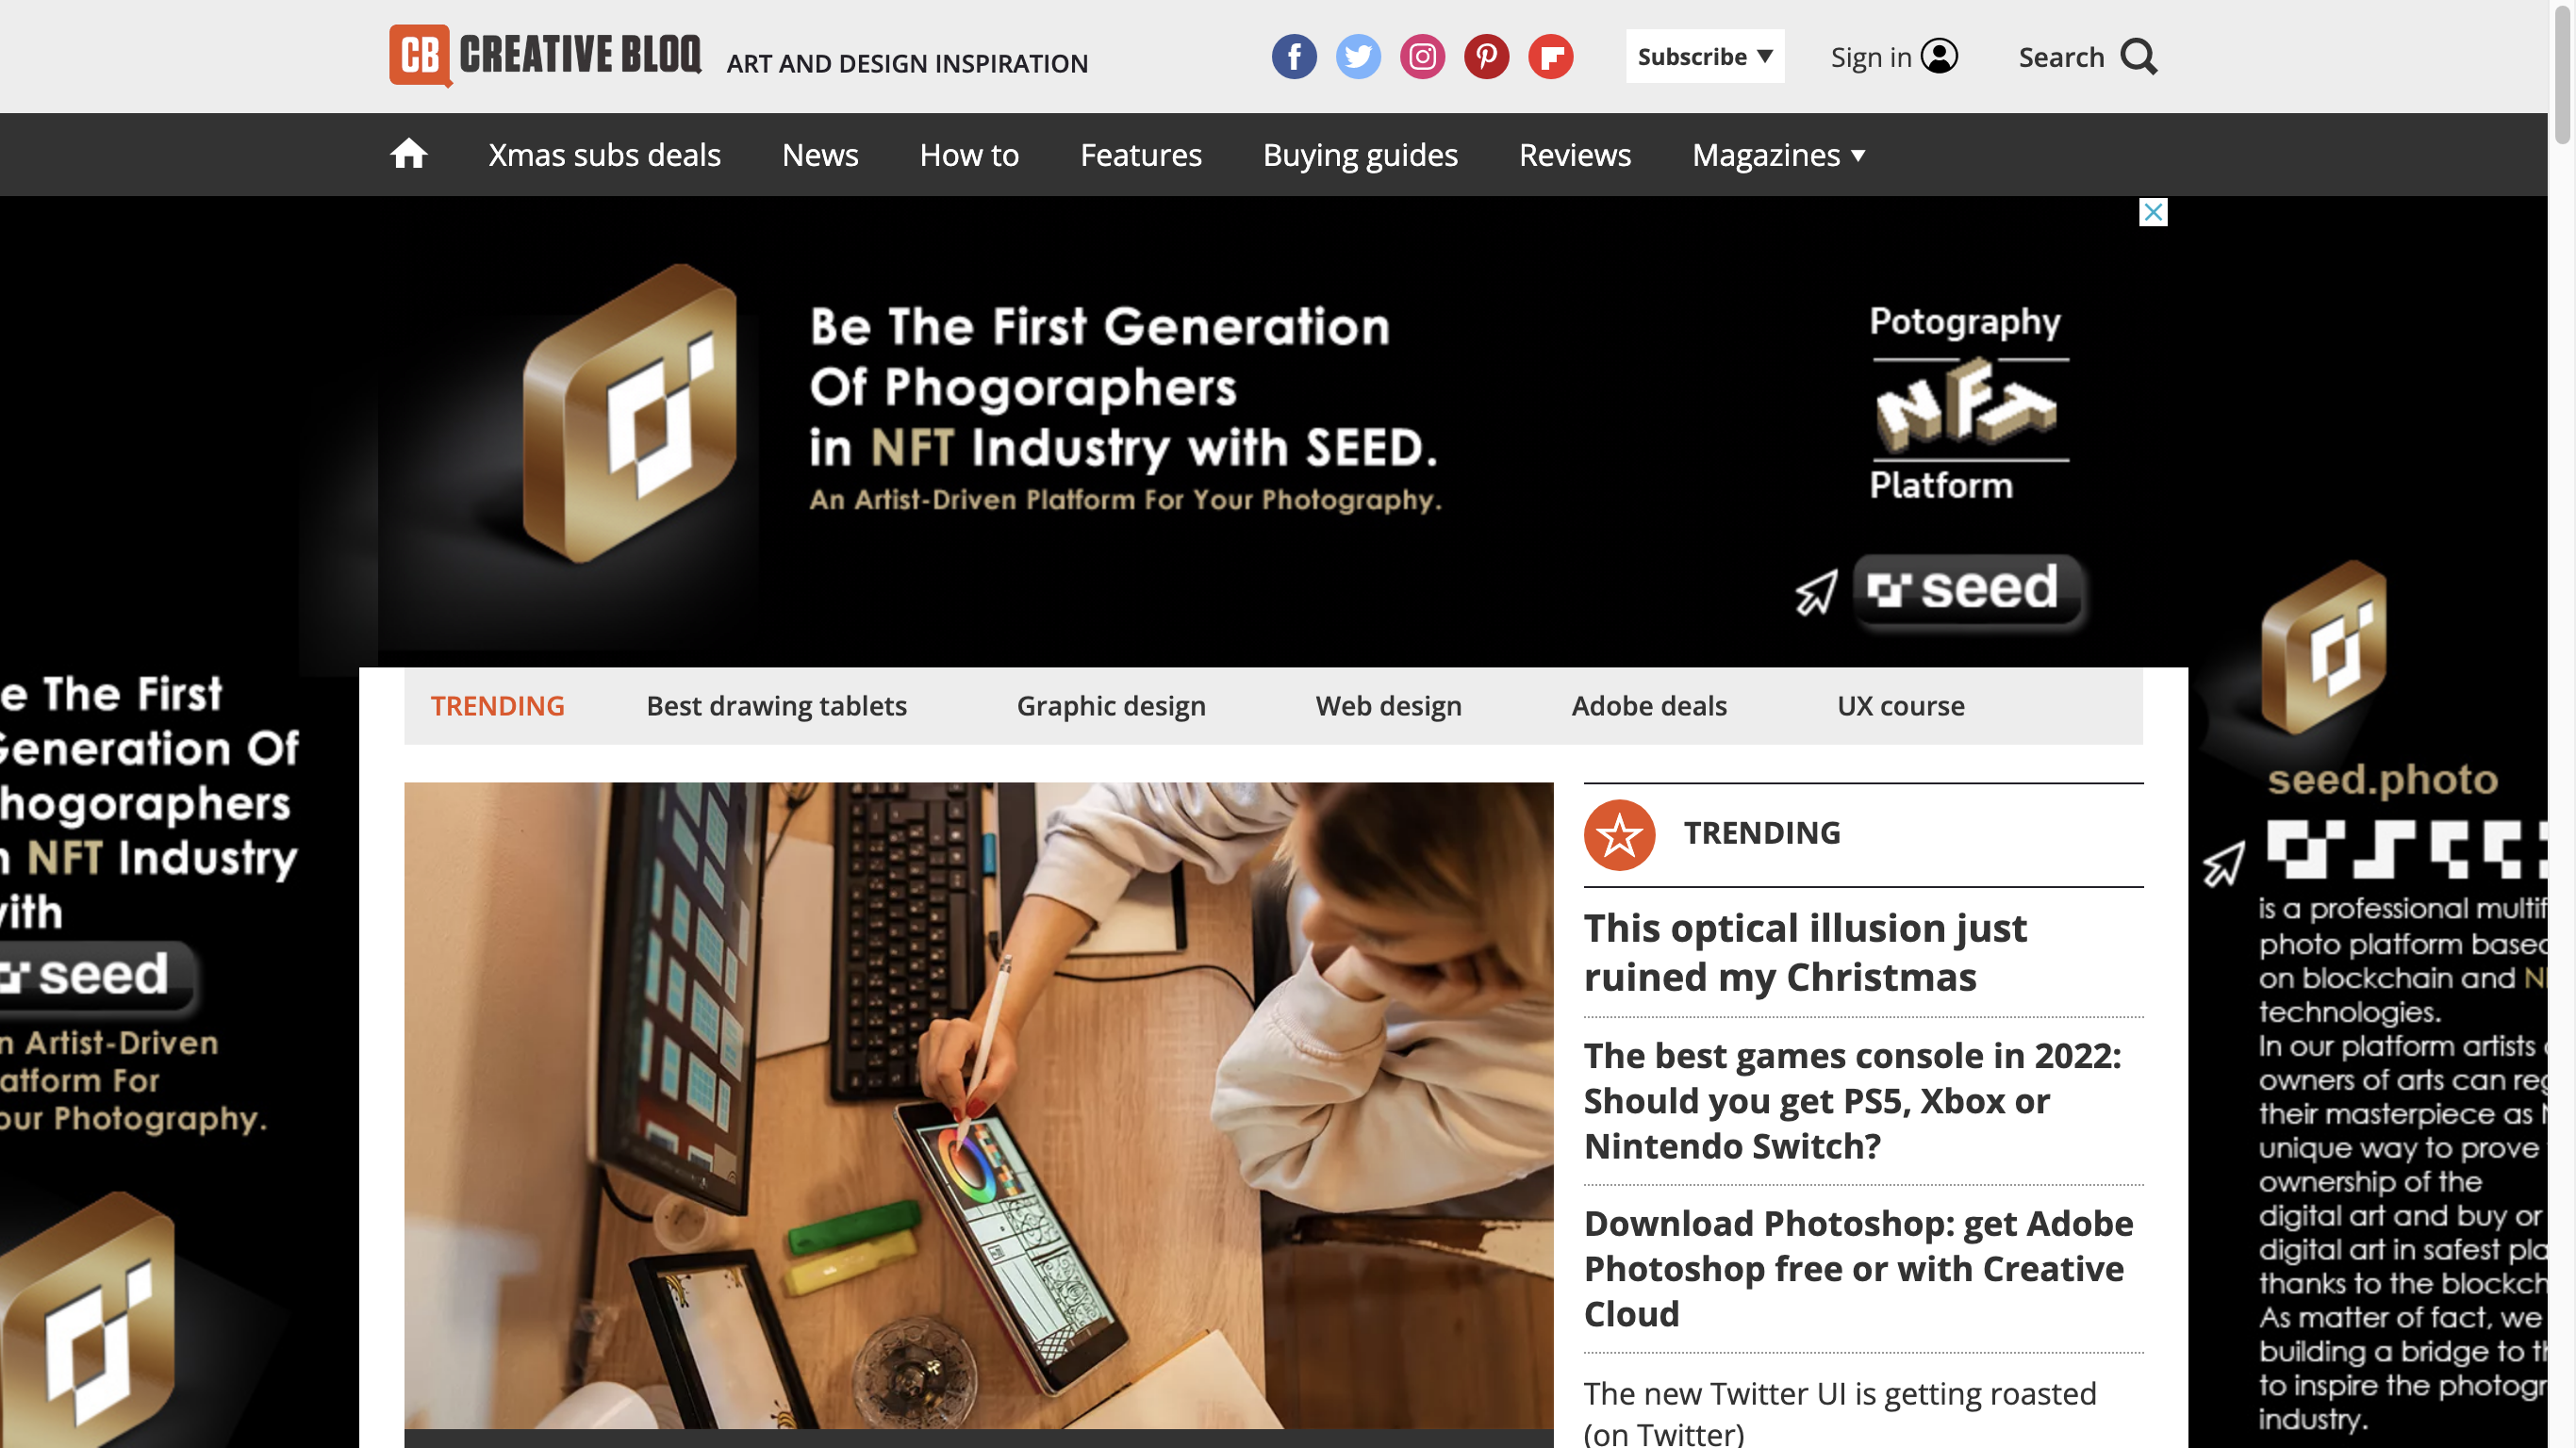 CB CREATIVE BLOQ ART AND DESIGN INSPIRATION
Subscribe ▼ Sign in Search
Xmas subs deals News How to Features Buying guides Reviews Magazines ▼
Be The First Generation
Of Phogoraphers
in NFT Industry with SEED.
An Artist-Driven Platform For Your Photography.
Potography
NFT
Platform
seed
The First
Of
hogoraphers
NFT Industry
seed
Artist-Driven
For
Photography.
TRENDING Best drawing tablets Graphic design Web design Adobe deals UX course
TRENDING
This optical illusion just
ruined my Christmas
The best games console in 2022:
Should you get PS5, Xbox or
Nintendo Switch?
Download Photoshop: get Adobe
Photoshop free or with Creative
Cloud
The new Twitter UI is getting roasted
(on Twitter)
seed.photo
is a professional multif
photo platform based
on blockchain and
technologies.
In our platform artists
owners of arts can reg
their masterpiece as
unique way to prove
ownership of the
digital art and buy or
digital art in safest pla
thanks to the blockch
As matter of fact, we
building a bridge to th
to inspire the photogr
industry.